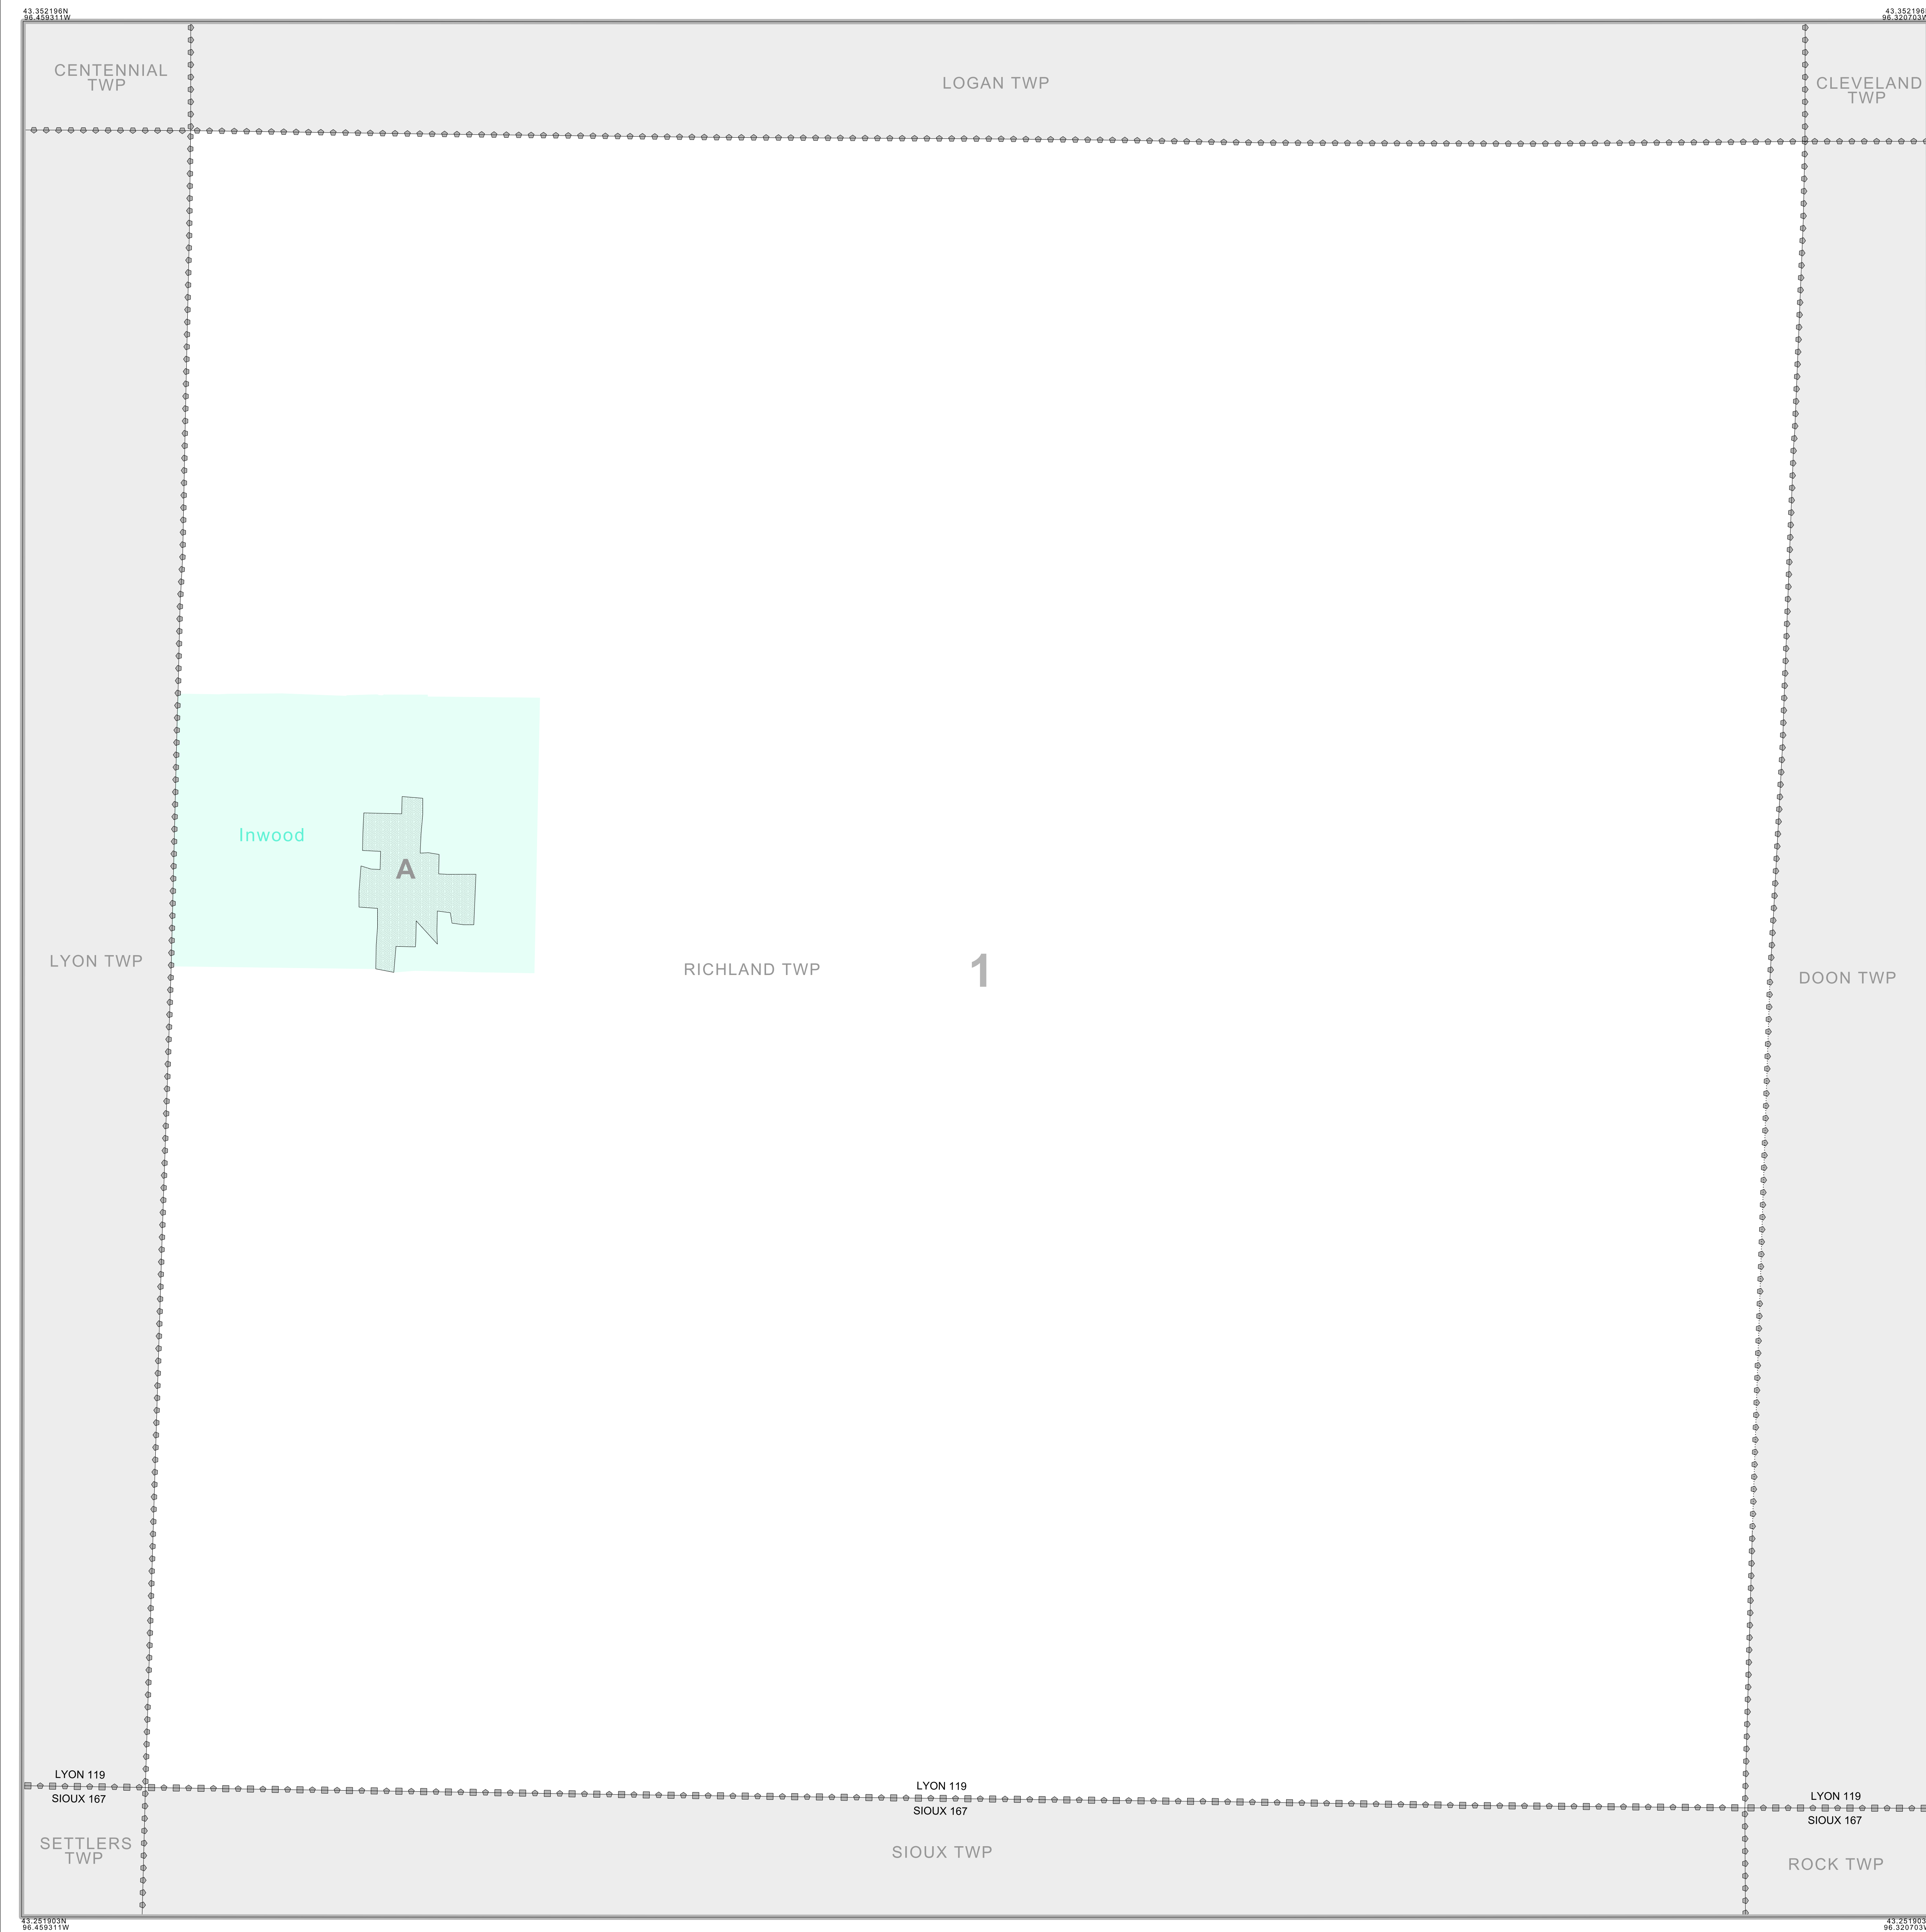 43.352196N
96.459311W
43.352196
96.320703W
CENTENNIAL
TWP
LOGAN TWP
CLEVELAND
TWP
Inwood
A
LYON TWP
RICHLAND TWP
1
DOON TWP
LYON 119
SIOUX 167
LYON 119
SIOUX 167
LYON 119
SIOUX 167
SETTLERS
TWP
SIOUX TWP
ROCK TWP
43.251903N
96.459311W
43.251903
96.320703W